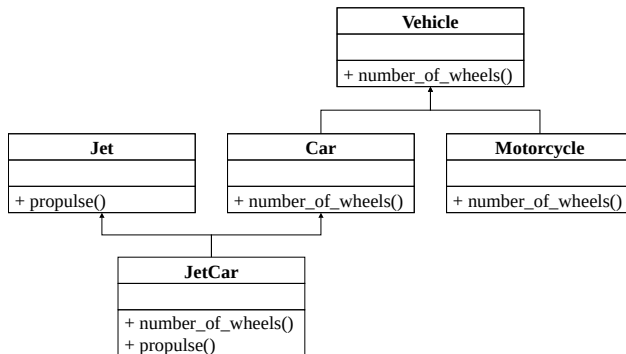 Vehicle
+ number_of_wheels()
Jet
+ propulse()
Car
+ number_of_wheels()
Motorcycle
+ number_of_wheels()
JetCar
+ number_of_wheels()
+ propulse()